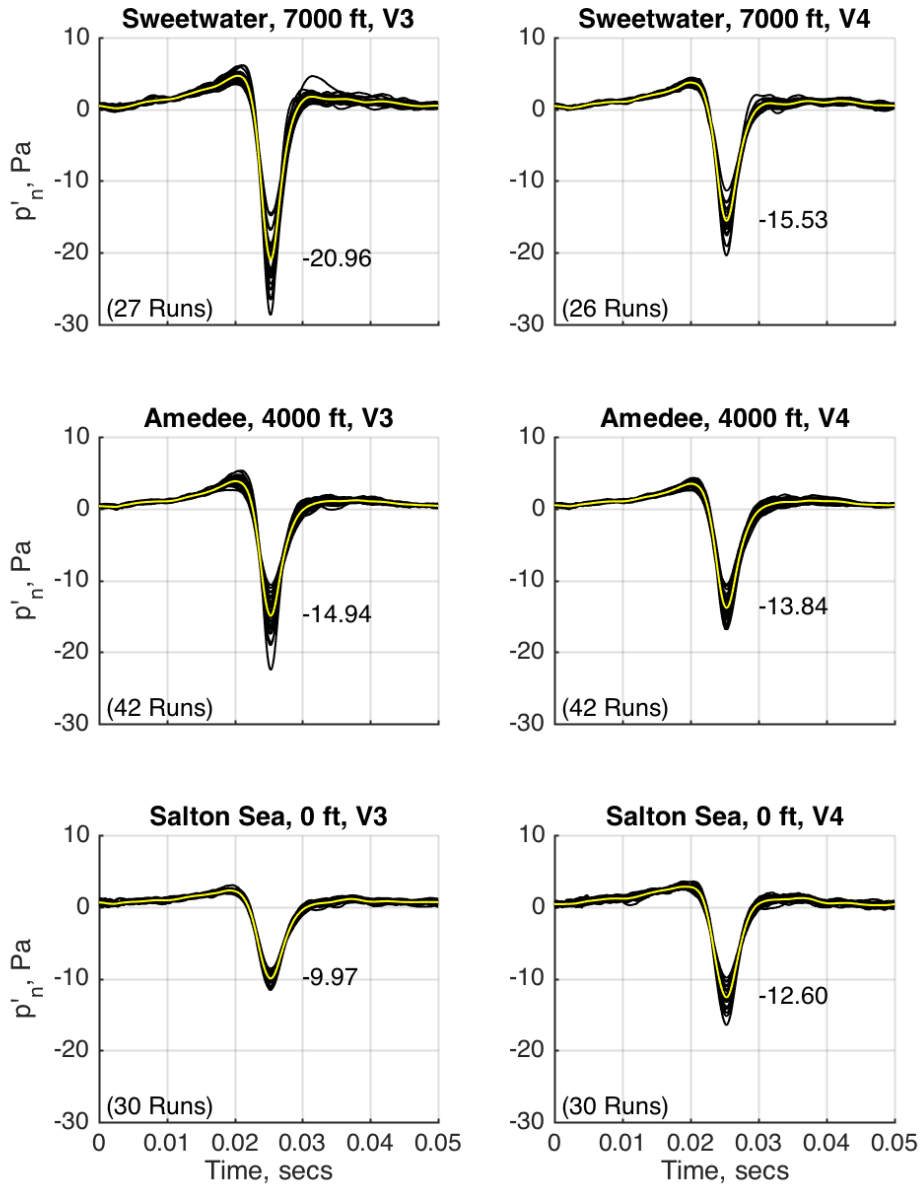 Sweetwater, 7000 ft, V3
10
0
-10
-20
-30
p'n, Pa
-20.96
(27 Runs)
Sweetwater, 7000 ft, V4
10
0
-10
-20
-30
-15.53
(26 Runs)
Amedee, 4000 ft, V3
10
0
-10
-20
-30
p'n, Pa
-14.94
(42 Runs)
Amedee, 4000 ft, V4
10
0
-10
-20
-30
-13.84
(42 Runs)
Salton Sea, 0 ft, V3
10
0
-10
-20
-30
p'n, Pa
-9.97
(30 Runs)
0 0.01 0.02 0.03 0.04 0.05
Time, secs
Salton Sea, 0 ft, V4
10
0
-10
-20
-30
-12.60
(30 Runs)
0 0.01 0.02 0.03 0.04 0.05
Time, secs